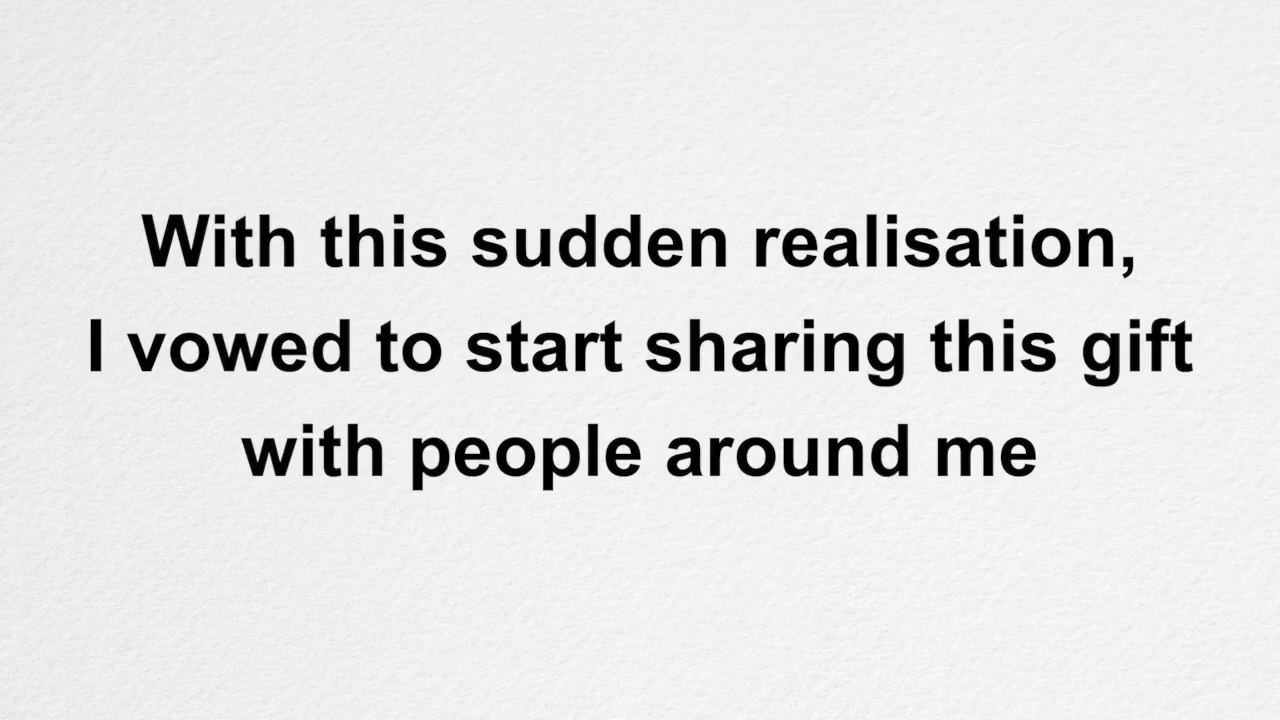 With this sudden realisation,
I vowed to start sharing this gift
with people around me